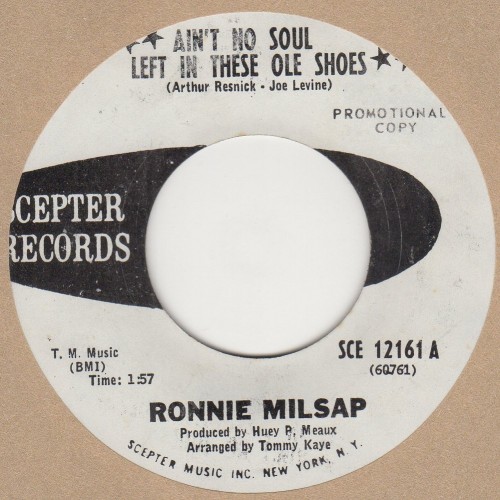 AIN'T NO SOUL
LEFT IN THESE OLE SHOES
(Arthur Resnick - Joe Levine)
PROMOTIONAL
COPY
SCEPTER
RECORDS
T. M. Music
(BMI)
Time: 1:57
SCE 12161 A
(60761)
RONNIE MILSAP
Produced by Huey P. Meaux
Arranged by Tommy Kaye
SCEPTER MUSIC INC. NEW YORK, N. Y.